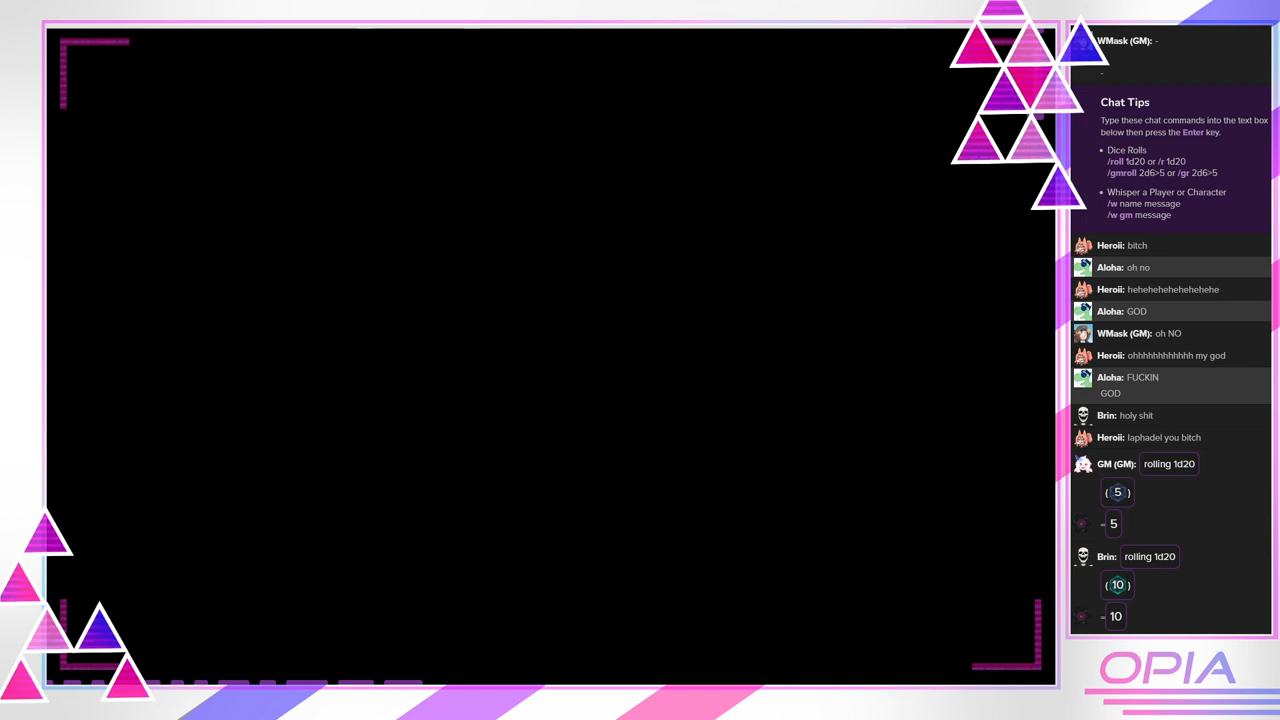 WMask (GM): -
-
Chat Tips
Type these chat commands into the text box
below then press the Enter key.
• Dice Rolls
/roll 1d20 or /r 1d20
/gmroll 2d6>5 or /gr 2d6>5
• Whisper a Player or Character
/w name message
/w gm message
Heroii: bitch
Aloha: oh no
Heroii: hehehehehehehehe
Aloha: GOD
WMask (GM): oh NO
Heroii: ohhhhhhhhhhhh my god
Aloha: FUCKIN
GOD
Brin: holy shit
Heroii: laphadel you bitch
GM (GM): rolling 1d20
(5)
=5
Brin: rolling 1d20
(10)
=10
OPIA